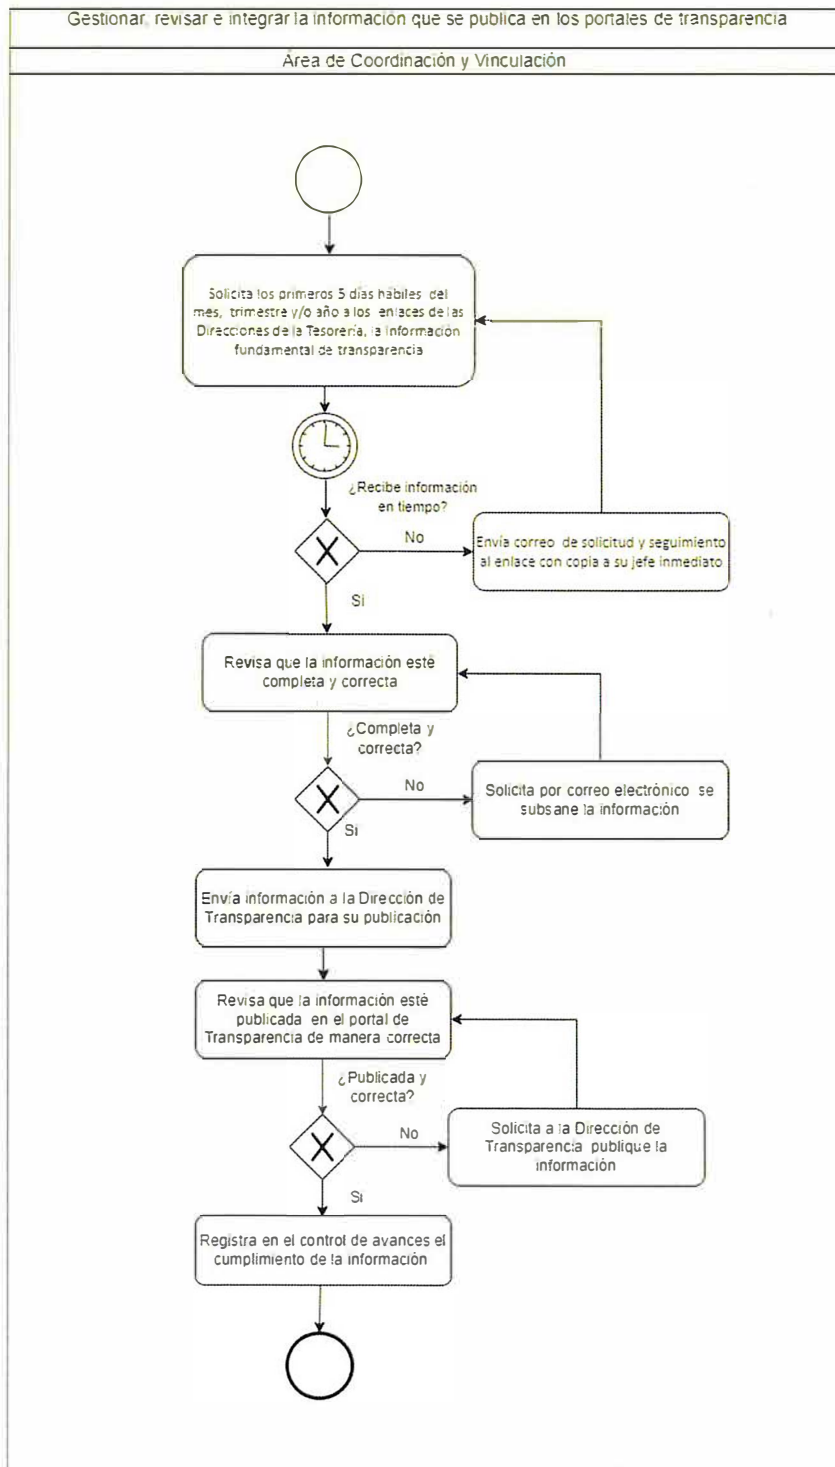 Gestionar, revisar e integrar la información que se publica en los portales de transparencia
Área de Coordinación y Vinculación
Solicita los primeros 5 días hábiles del
mes, trimestre y/o año a los enlaces de las
Direcciones de la Tesorería, la información
fundamental de transparencia
¿Recibe información
en tiempo?
No
Envía correo de solicitud y seguimiento
al enlace con copia a su jefe inmediato
Si
Revisa que la información esté
completa y correcta
¿Completa y
correcta?
No
Solicita por correo electrónico se
subsane la información
Si
Envía información a la Dirección de
Transparencia para su publicación
Revisa que la información esté
publicada en el portal de
Transparencia de manera correcta
¿Publicada y
correcta?
No
Solicita a la Dirección de
Transparencia publique la
información
Si
Registra en el control de avances el
cumplimiento de la información